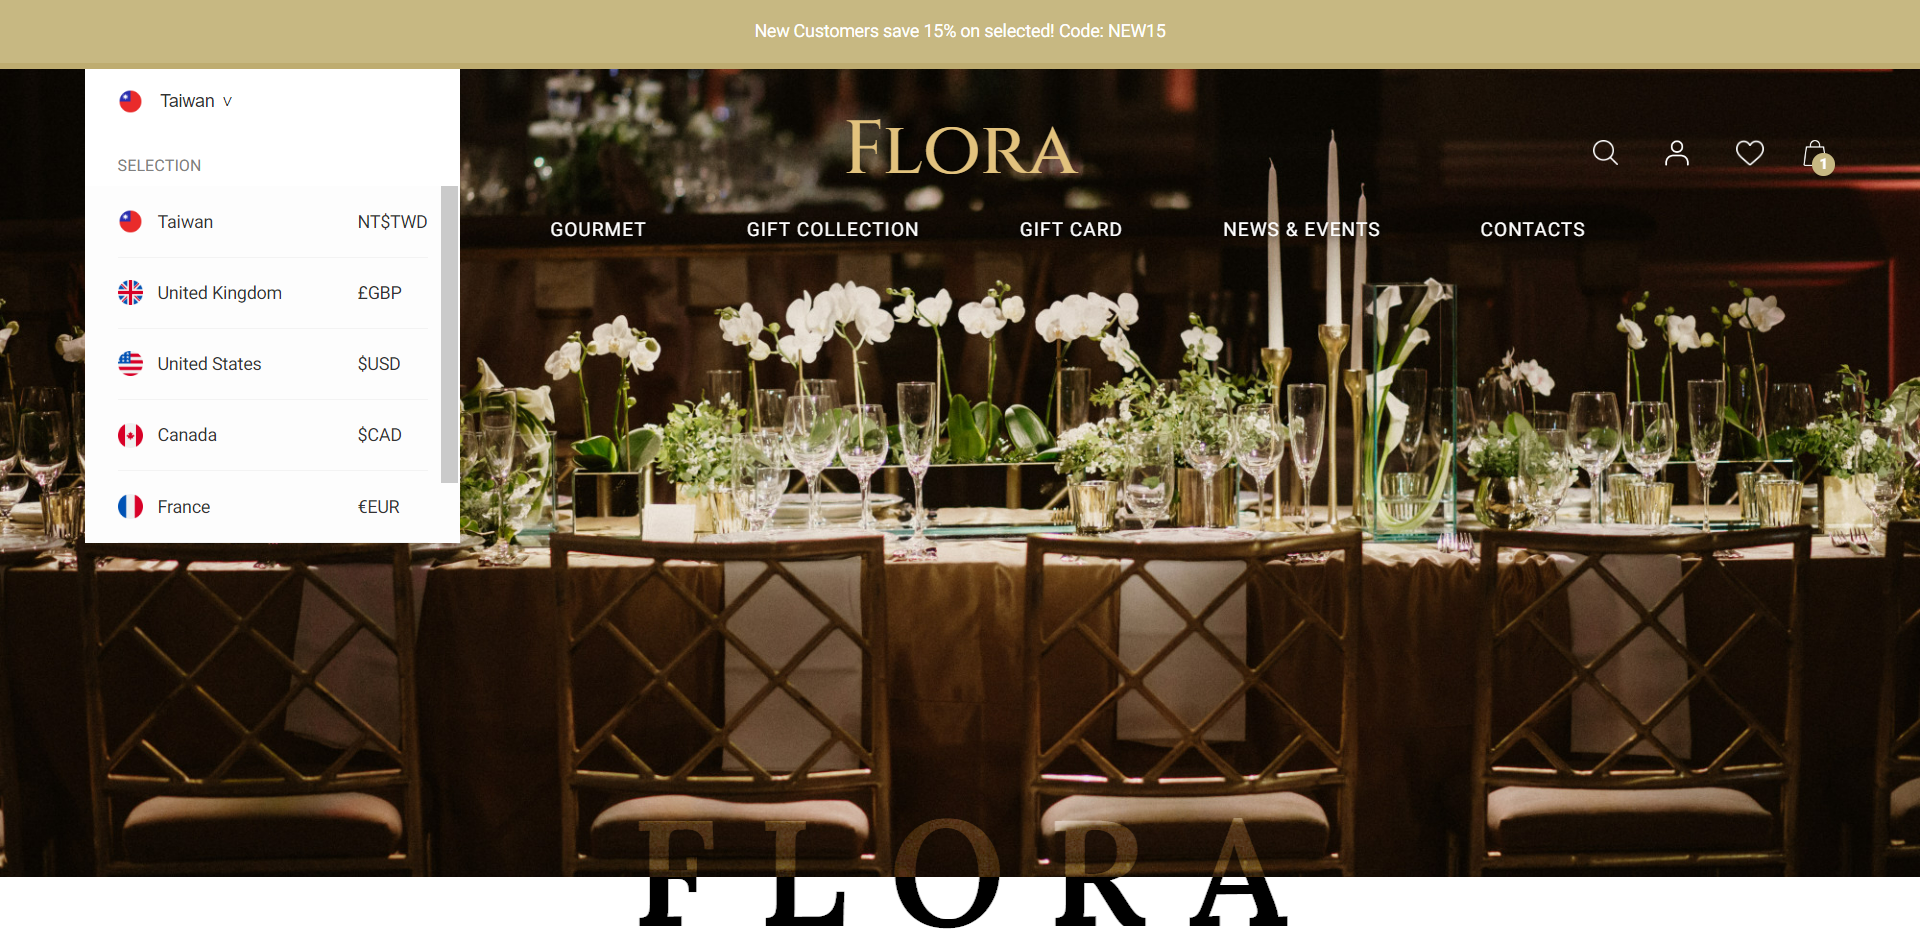 New Customers save 15% on selected! Code: NEW15
Taiwan
SELECTION
Taiwan NT$TWD
United Kingdom £GBP
United States $USD
Canada $CAD
France €EUR
FLORA
1
GOURMET GIFT COLLECTION GIFT CARD NEWS & EVENTS CONTACTS
FLORA